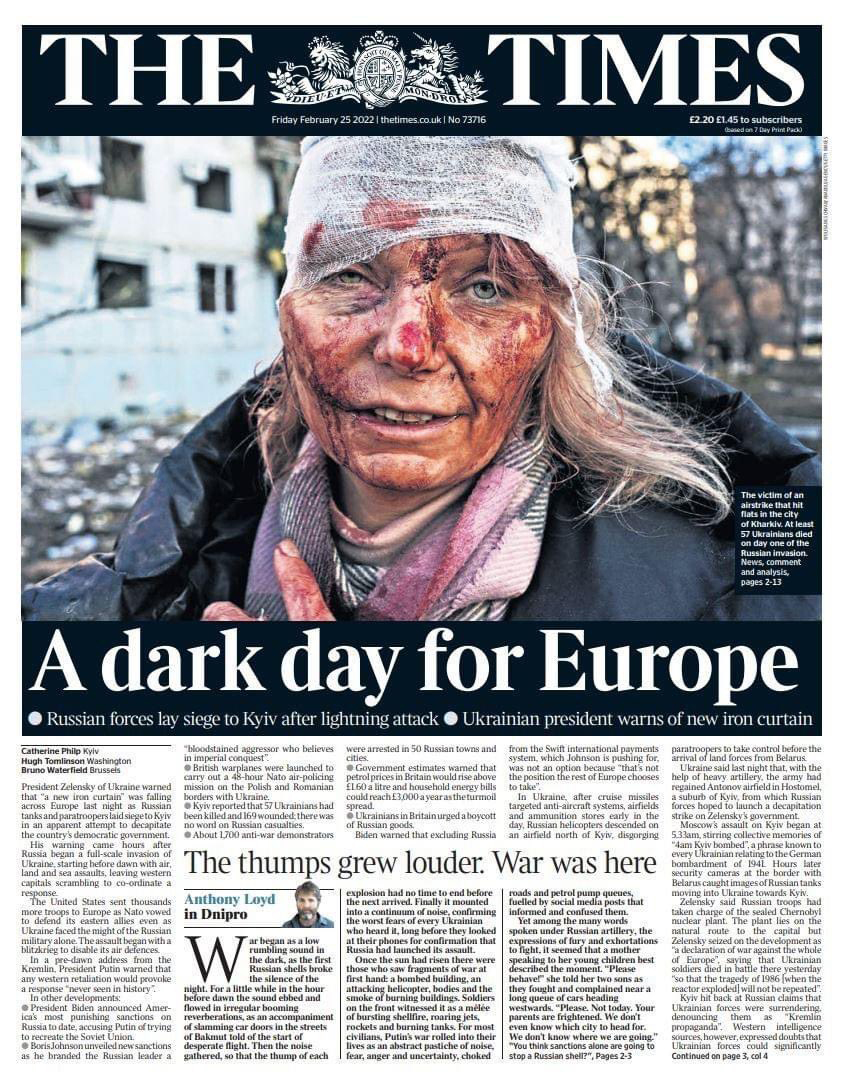 THE TIMES
DIEU ET MON DROIT
Friday February 25 2022 | thetimes.co.uk | No 73716
£2.20 £1.45 to subscribers
(based on 7 Day Print Pack)
The victim of an
airstrike that hit
flats in the city
of Kharkiv. At least
57 Ukrainians died
on day one of the
Russian invasion.
News, comment
and analysis,
pages 2-13
A dark day for Europe
● Russian forces lay siege to Kyiv after lightning attack ● Ukrainian president warns of new iron curtain
Catherine Philp Kyiv
Hugh Tomlinson Washington
Bruno Waterfield Brussels
President Zelensky of Ukraine warned
that “a new iron curtain” was falling
across Europe last night as Russian
tanks and paratroopers laid siege to Kyiv
in an apparent attempt to decapitate
the country’s democratic government.
His warning came hours after
Russia began a full-scale invasion of
Ukraine, starting before dawn with air,
land and sea assaults, leaving western
capitals scrambling to co-ordinate a
response.
The United States sent thousands
more troops to Europe as Nato vowed
to defend its eastern allies even as
Ukraine faced the might of the Russian
military alone. The assault began with a
blitzkrieg to disable its air defences.
In a pre-dawn address from the
Kremlin, President Putin warned that
any western retaliation would provoke
a response “never seen in history”.
In other developments:
● President Biden announced Amer-
ica’s most punishing sanctions on
Russia to date, accusing Putin of trying
to recreate the Soviet Union.
● Boris Johnson unveiled new sanctions
as he branded the Russian leader a
“bloodstained aggressor who believes
in imperial conquest”.
● British warplanes were launched to
carry out a 48-hour Nato air-policing
mission on the Polish and Romanian
borders with Ukraine.
● Kyiv reported that 57 Ukrainians had
been killed and 169 wounded; there was
no word on Russian casualties.
● About 1,700 anti-war demonstrators
were arrested in 50 Russian towns and
cities.
● Government estimates warned that
petrol prices in Britain would rise above
£1.60 a litre and household energy bills
could reach £3,000 a year as the turmoil
spread.
● Ukrainians in Britain urged a boycott
of Russian goods.
Biden warned that excluding Russia
from the Swift international payments
system, which Johnson is pushing for,
was not an option because “that’s not
the position the rest of Europe chooses
to take”.
In Ukraine, after cruise missiles
targeted anti-aircraft systems, airfields
and ammunition stores early in the
day, Russian helicopters descended on
an airfield north of Kyiv, disgorging
paratroopers to take control before the
arrival of land forces from Belarus.
Ukraine said last night that, with the
help of heavy artillery, the army had
regained Antonov airfield in Hostomel,
a suburb of Kyiv, from which Russian
forces hoped to launch a decapitation
strike on Zelensky’s government.
Moscow’s assault on Kyiv began at
5.33am, stirring collective memories of
“4am Kyiv bombed”, a phrase known to
every Ukrainian relating to the German
bombardment of 1941. Hours later
security cameras at the border with
Belarus caught images of Russian tanks
moving into Ukraine towards Kyiv.
Zelensky said Russian troops had
taken charge of the sealed Chernobyl
nuclear plant. The plant lies on the
natural route to the capital but
Zelensky seized on the development as
“a declaration of war against the whole
of Europe”, saying that Ukrainian
soldiers died in battle there yesterday
“so that the tragedy of 1986 [when the
reactor exploded] will not be repeated”.
Kyiv hit back at Russian claims that
Ukrainian forces were surrendering,
denouncing them as “Kremlin
propaganda”. Western intelligence
sources, however, expressed doubts that
Ukrainian forces could significantly
Continued on page 3, col 4
The thumps grew louder. War was here
Anthony Loyd
in Dnipro
War began as a low
rumbling sound in
the dark, as the first
Russian shells broke
the silence of the
night. For a little while in the hour
before dawn the sound ebbed and
flowed in irregular booming
reverberations, as an accompaniment
of slamming car doors in the streets
of Bakmut told of the start of
desperate flight. Then the noise
gathered, so that the thump of each
explosion had no time to end before
the next arrived. Finally it mounted
into a continuum of noise, confirming
the worst fears of every Ukrainian
who heard it, long before they looked
at their phones for confirmation that
Russia had launched its assault.
Once the sun had risen there were
those who saw fragments of war at
first hand: a bombed building, an
attacking helicopter, bodies and the
smoke of burning buildings. Soldiers
on the front witnessed it as a mêlée
of bursting shellfire, roaring jets,
rockets and burning tanks. For most
civilians, Putin’s war rolled into their
lives as an abstract pastiche of noise,
fear, anger and uncertainty, choked
roads and petrol pump queues,
fuelled by social media posts that
informed and confused them.
Yet among the many words
spoken under Russian artillery, the
expressions of fury and exhortations
to fight, it seemed that a mother
speaking to her young children best
described the moment. “Please
behave!” she told her two sons as
they fought and complained near a
long queue of cars heading
westwards. “Please. Not today. Your
parents are frightened. We don’t
even know which city to head for.
We don’t know where we are going.”
“You think sanctions alone are going to
stop a Russian shell?”, Pages 2-3